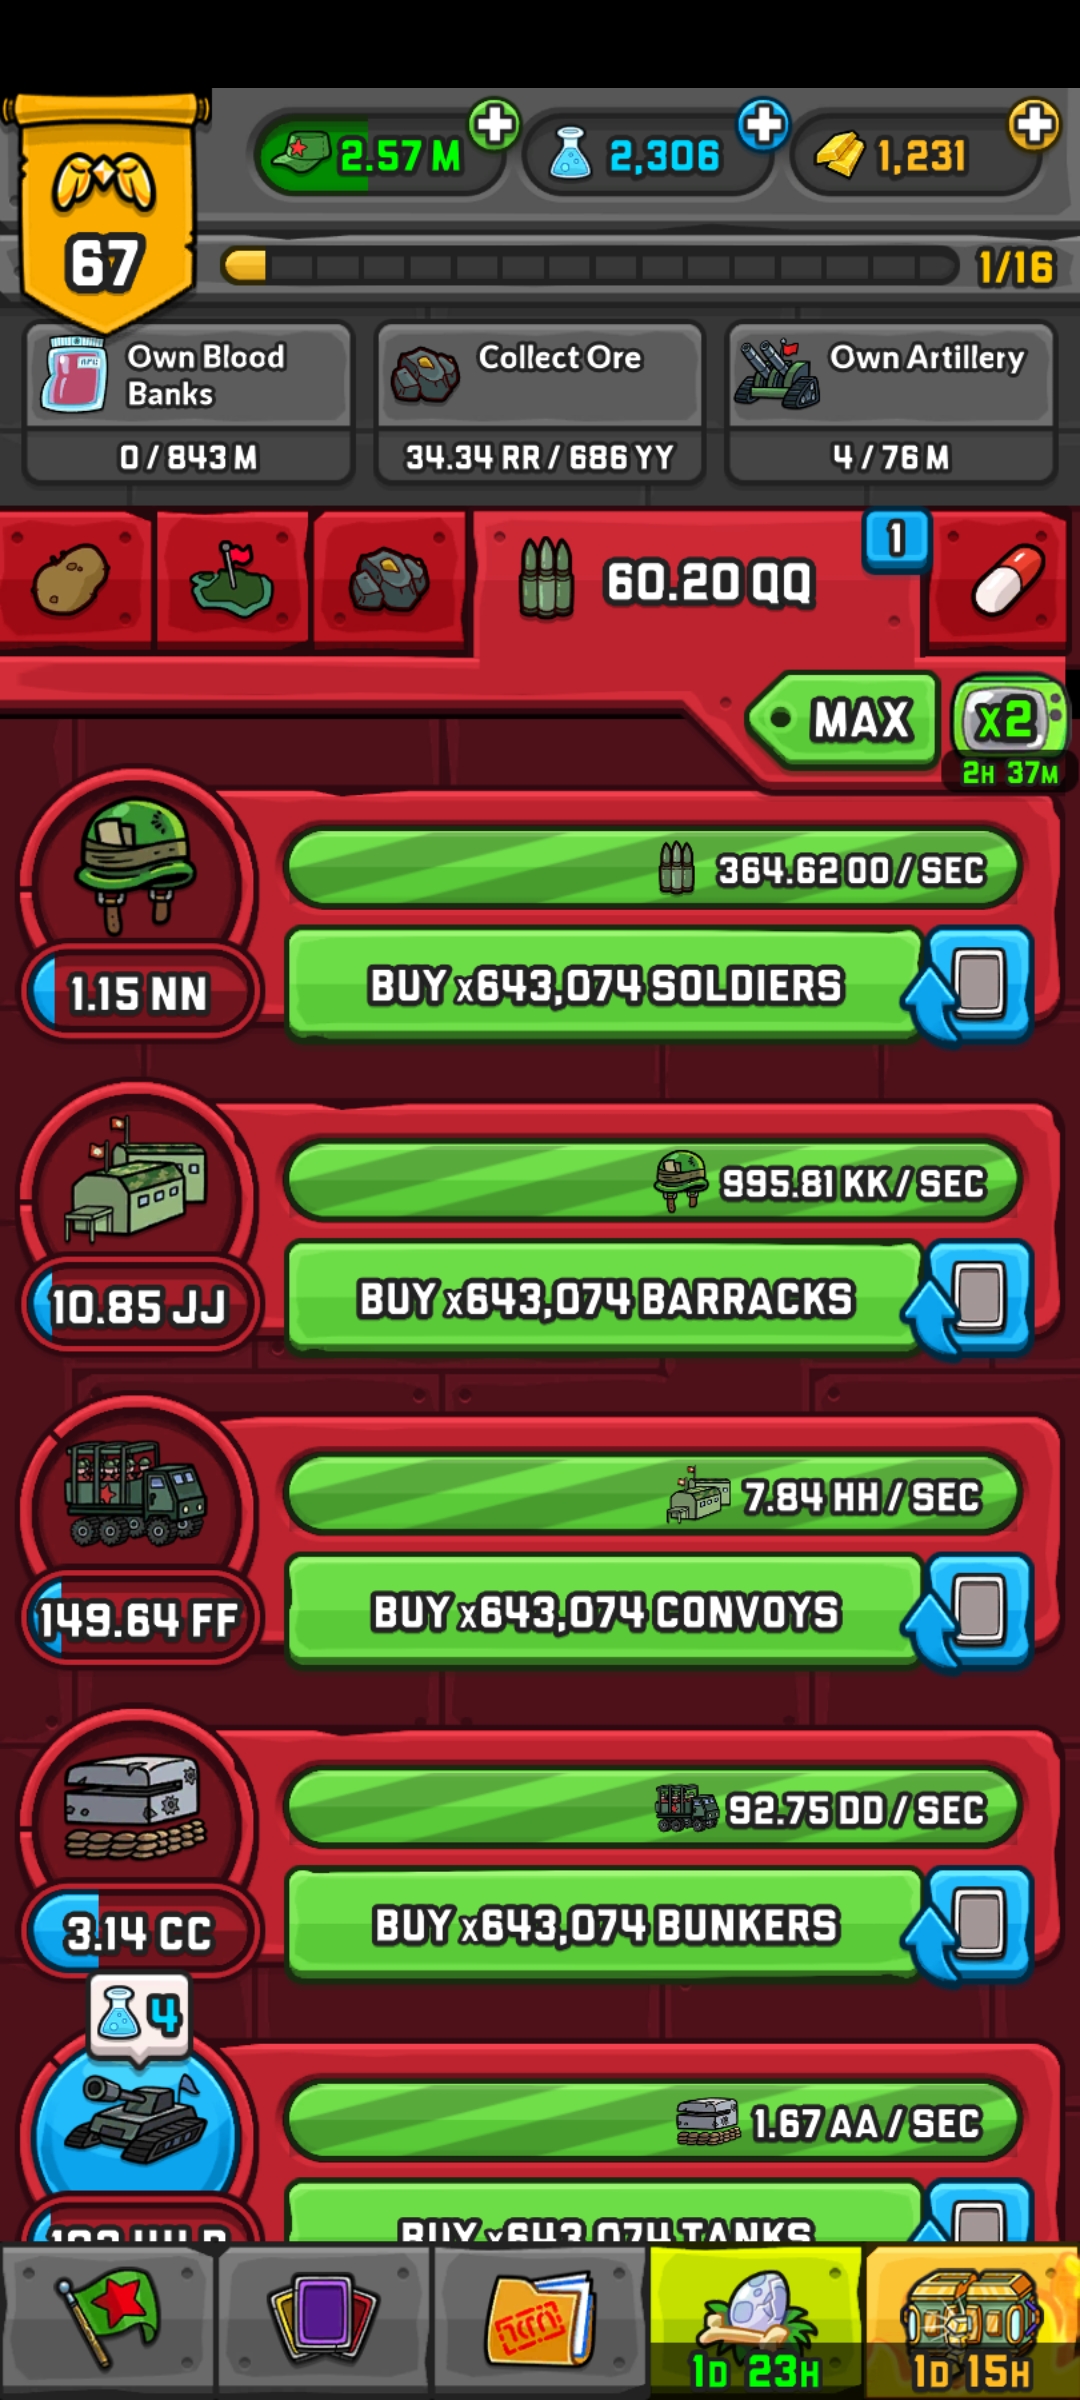 2.57 M
2,306
1,231
67
1/16
Own Blood
Banks
Collect Ore
Own Artillery
0 / 843 M
34.34 RR / 686 YY
4 / 76 M
60.20 QQ
1
MAX
x2
2H 37M
364.62 OO / SEC
1.15 NN
BUY x643,074 SOLDIERS
995.81 KK / SEC
10.85 JJ
BUY x643,074 BARRACKS
7.84 HH / SEC
149.64 FF
BUY x643,074 CONVOYS
92.75 DD / SEC
3.14 CC
BUY x643,074 BUNKERS
4
1.67 AA / SEC
BUY x643,074 TANKS
1D 23H
1D 15H